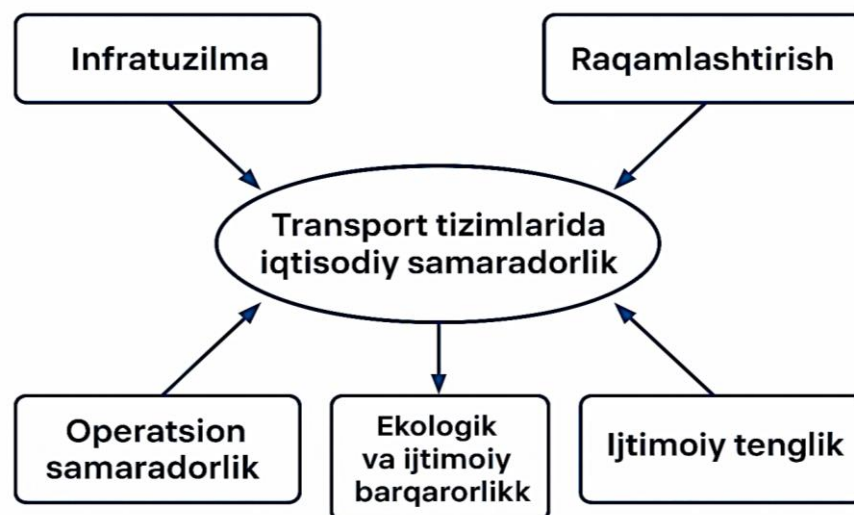 Infratuzilma
Raqamlashtirish
Transport tizimlarida
iqtisodiy samaradorlik
Operatsion
samaradorlik
Ekologik
va ijtimoiy
barqarorlikk
Ijtimoiy tenglik